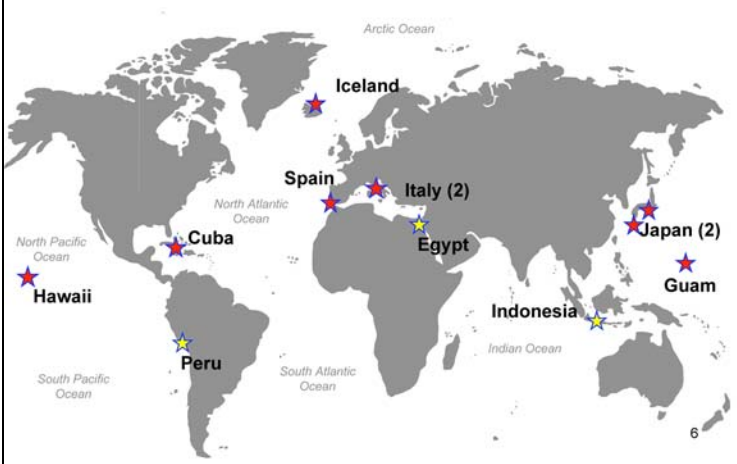 Arctic Ocean
Iceland
Spain
Italy (2)
North Atlantic
Ocean
Egypt
Japan (2)
Cuba
North Pacific
Ocean
Hawaii
Guam
Indonesia
Indian Ocean
Peru
South Pacific
Ocean
South Atlantic
Ocean
6